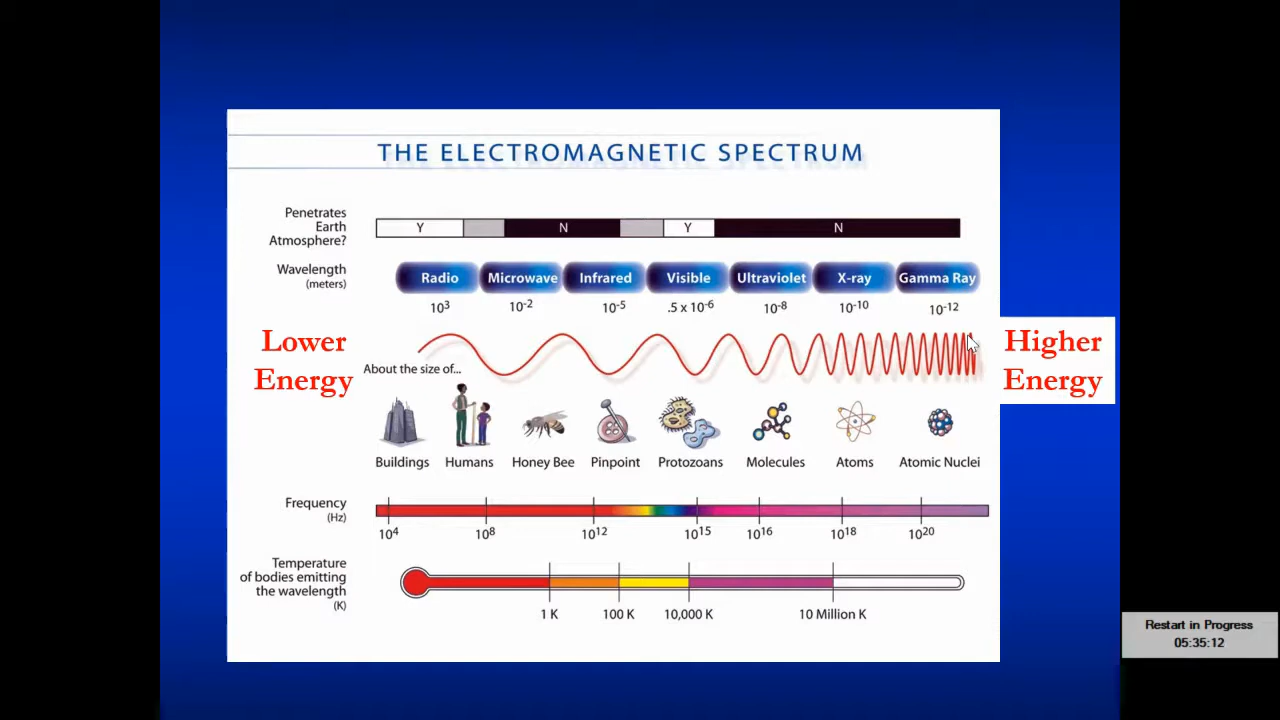 THE ELECTROMAGNETIC SPECTRUM
Penetrates
Earth
Atmosphere?
Y N Y N
Wavelength
(meters)
Radio Microwave Infrared Visible Ultraviolet X-ray Gamma Ray
10³ 10⁻² 10⁻⁵ .5 x 10⁻⁶ 10⁻⁸ 10⁻¹⁰ 10⁻¹²
Lower
Energy
Higher
Energy
About the size of...
Buildings Humans Honey Bee Pinpoint Protozoans Molecules Atoms Atomic Nuclei
Frequency
(Hz)
10⁴ 10⁸ 10¹² 10¹⁵ 10¹⁶ 10¹⁸ 10²⁰
Temperature
of bodies emitting
the wavelength
(K)
1 K 100 K 10,000 K 10 Million K
Restart in Progress
05:35:12